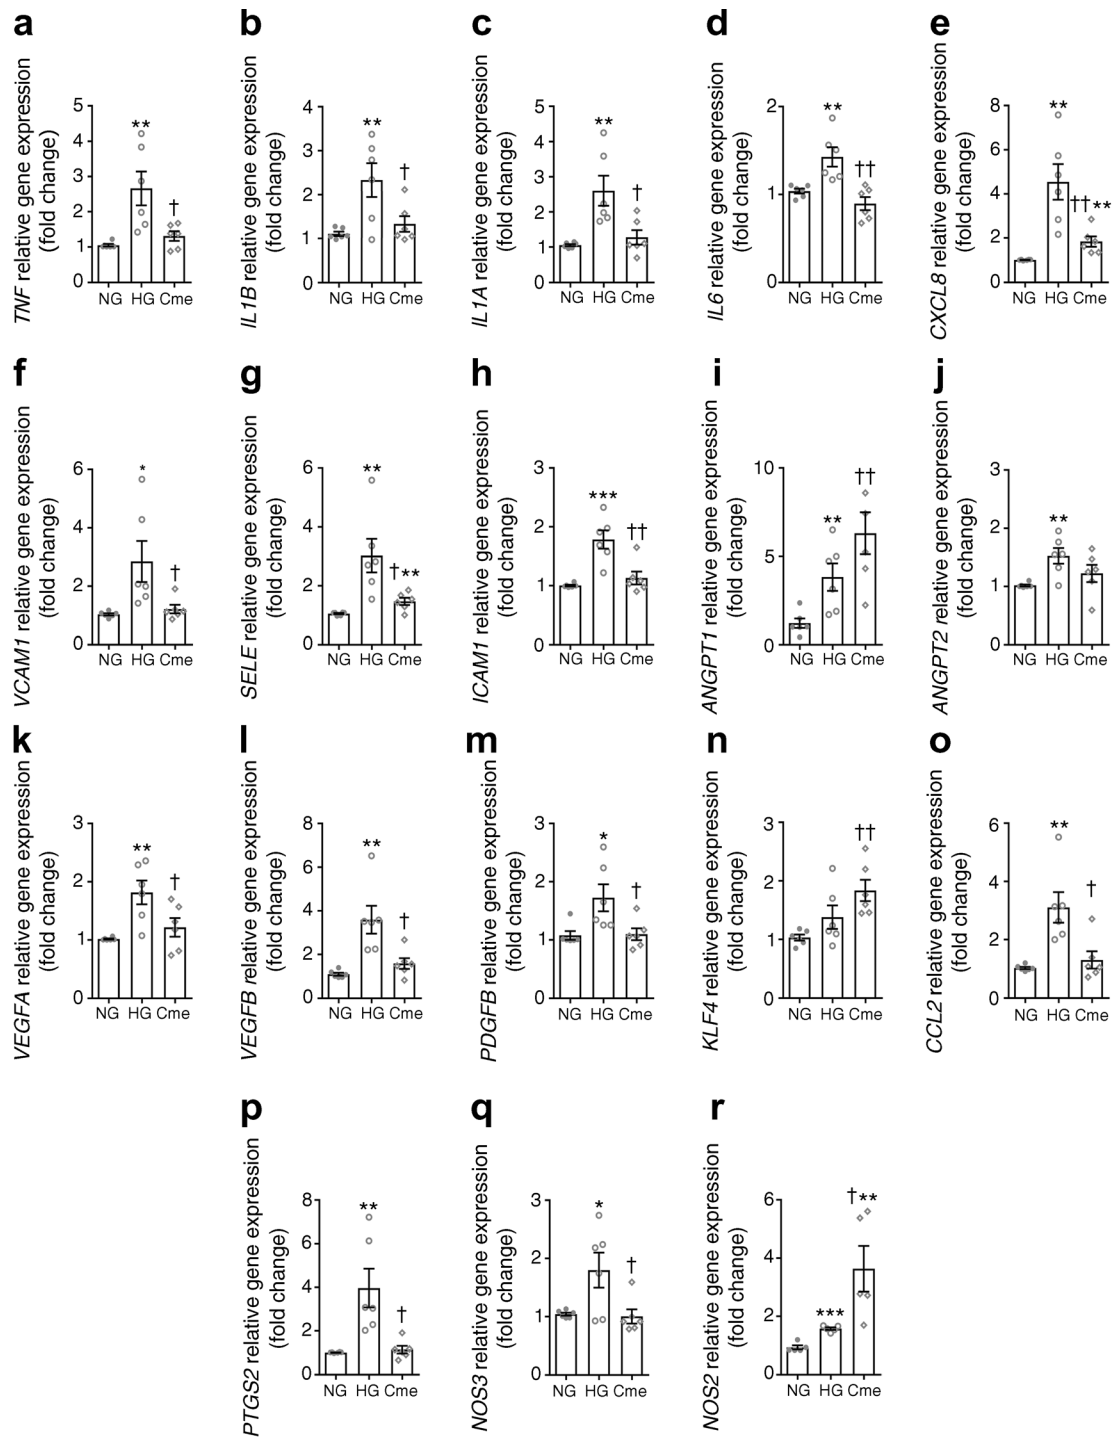 a
TNF relative gene expression
(fold change)
5
4
3
2
1
0
**
†
NG HG Cme
b
IL1B relative gene expression
(fold change)
4
3
2
1
0
**
†
NG HG Cme
c
IL1A relative gene expression
(fold change)
5
4
3
2
1
0
**
†
NG HG Cme
d
IL6 relative gene expression
(fold change)
2
1
0
**
††
NG HG Cme
e
CXCL8 relative gene expression
(fold change)
8
6
4
2
0
**
††**
NG HG Cme
f
VCAM1 relative gene expression
(fold change)
6
4
2
0
*
†
NG HG Cme
g
SELE relative gene expression
(fold change)
6
4
2
0
**
†**
NG HG Cme
h
ICAM1 relative gene expression
(fold change)
3
2
1
0
***
††
NG HG Cme
i
ANGPT1 relative gene expression
(fold change)
10
5
0
**
††
NG HG Cme
j
ANGPT2 relative gene expression
(fold change)
3
2
1
0
**
NG HG Cme
k
VEGFA relative gene expression
(fold change)
3
2
1
0
**
†
NG HG Cme
l
VEGFB relative gene expression
(fold change)
8
6
4
2
0
**
†
NG HG Cme
m
PDGFB relative gene expression
(fold change)
3
2
1
0
*
†
NG HG Cme
n
KLF4 relative gene expression
(fold change)
3
2
1
0
††
NG HG Cme
o
CCL2 relative gene expression
(fold change)
6
4
2
0
**
†
NG HG Cme
p
PTGS2 relative gene expression
(fold change)
8
6
4
2
0
**
†
NG HG Cme
q
NOS3 relative gene expression
(fold change)
3
2
1
0
*
†
NG HG Cme
r
NOS2 relative gene expression
(fold change)
6
4
2
0
***
†**
NG HG Cme